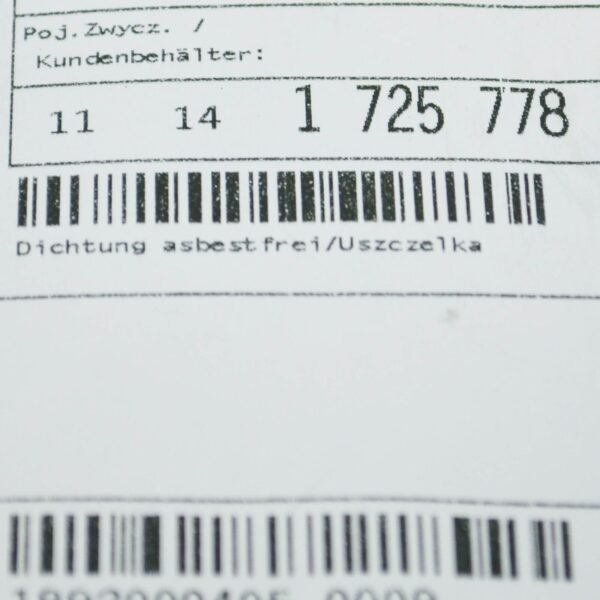 Poj.Zwycz. /
Kundenbehälter:
11 14 1 725 778
Dichtung asbestfrei/Uszczelka